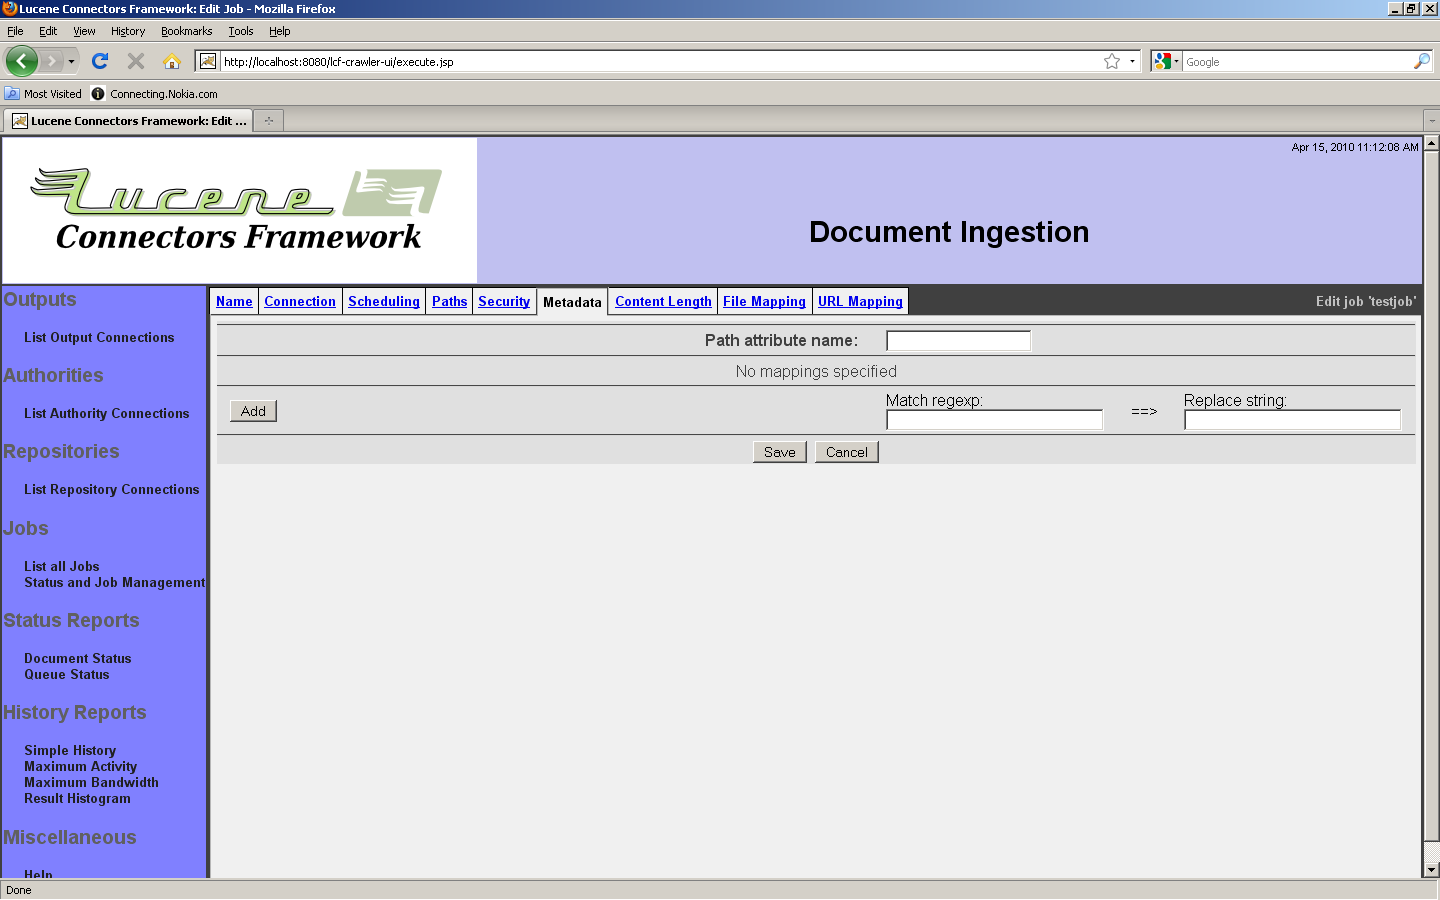 Lucene Connectors Framework: Edit Job - Mozilla Firefox
File Edit View History Bookmarks Tools Help
http://localhost:8080/lcf-crawler-ui/execute.jsp
Google
Most Visited Connecting.Nokia.com
Lucene Connectors Framework: Edit ...
Apr 15, 2010 11:12:08 AM
Lucene
Connectors Framework
Document Ingestion
Name Connection Scheduling Paths Security Metadata Content Length File Mapping URL Mapping Edit job 'testjob'
Path attribute name:
No mappings specified
Add Match regexp: ==> Replace string:
Save Cancel
Outputs
List Output Connections
Authorities
List Authority Connections
Repositories
List Repository Connections
Jobs
List all Jobs
Status and Job Management
Status Reports
Document Status
Queue Status
History Reports
Simple History
Maximum Activity
Maximum Bandwidth
Result Histogram
Miscellaneous
Help
Done